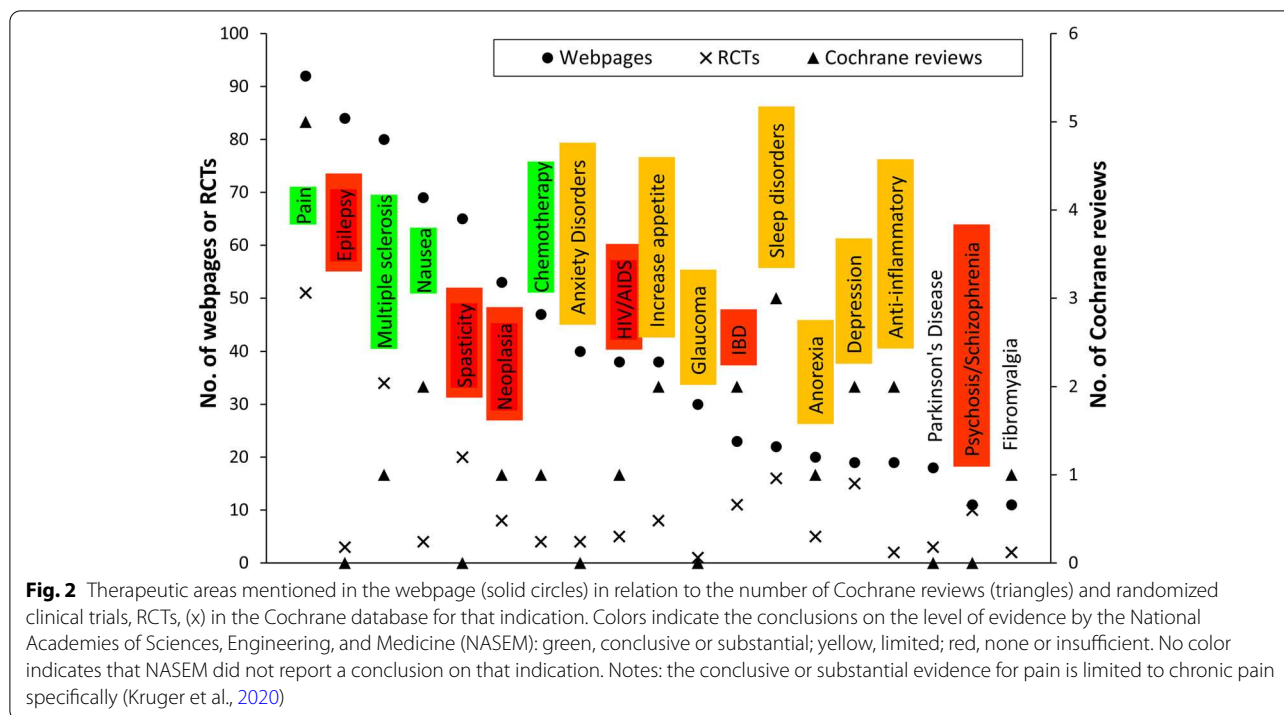 100
90
80
70
60
50
40
30
20
10
0
No. of webpages or RCTs
Webpages
RCTs
Cochrane reviews
Pain
Epilepsy
Multiple sclerosis
Nausea
Spasticity
Neoplasia
Chemotherapy
Anxiety Disorders
HIV/AIDS
Increase appetite
Glaucoma
IBD
Sleep disorders
Anorexia
Depression
Anti-inflammatory
Parkinson's Disease
Psychosis/Schizophrenia
Fibromyalgia
6
5
4
3
2
1
0
No. of Cochrane reviews
Fig. 2 Therapeutic areas mentioned in the webpage (solid circles) in relation to the number of Cochrane reviews (triangles) and randomized
clinical trials, RCTs, (x) in the Cochrane database for that indication. Colors indicate the conclusions on the level of evidence by the National
Academies of Sciences, Engineering, and Medicine (NASEM): green, conclusive or substantial; yellow, limited; red, none or insufficient. No color
indicates that NASEM did not report a conclusion on that indication. Notes: the conclusive or substantial evidence for pain is limited to chronic pain
specifically (Kruger et al., 2020)